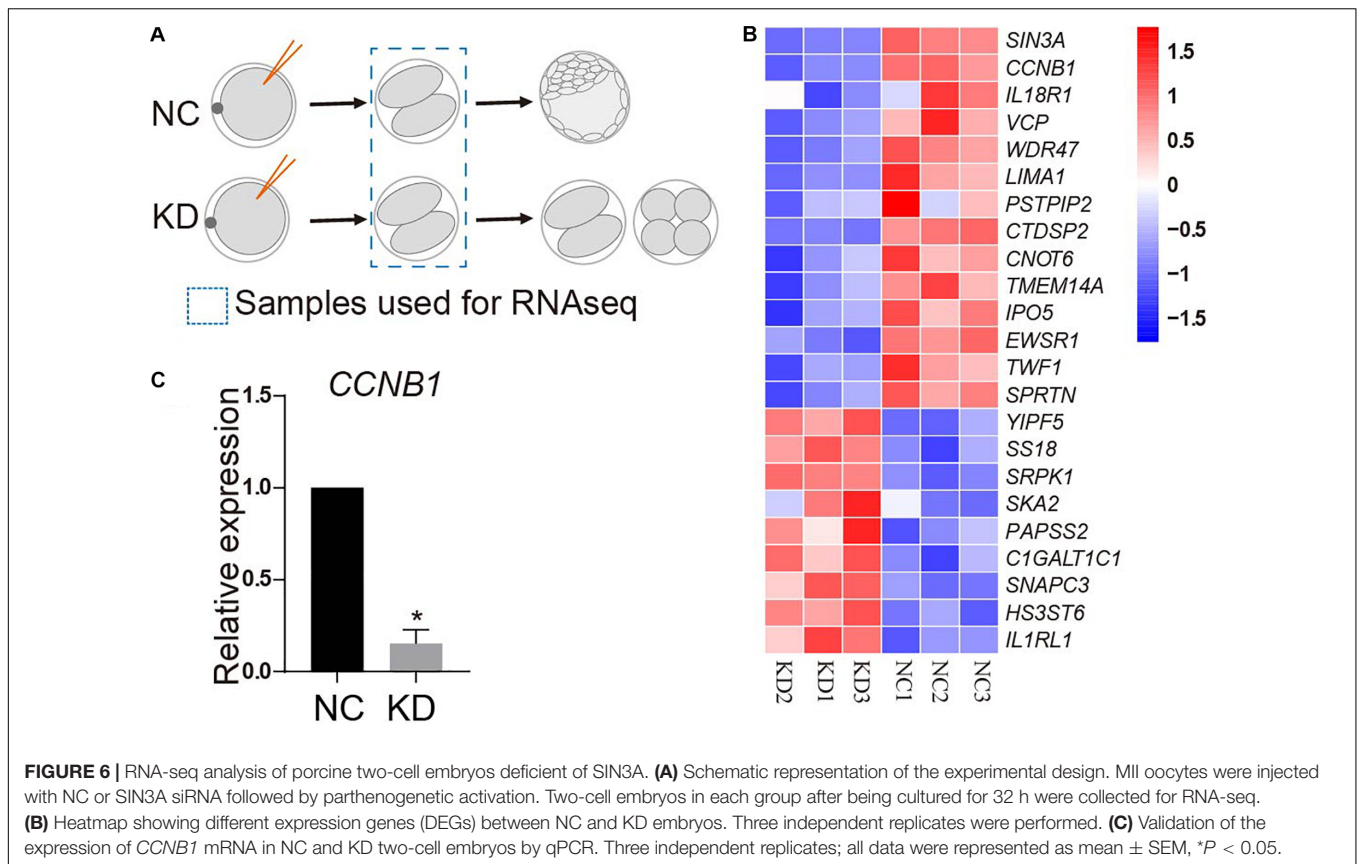 A
NC
KD
Samples used for RNAseq
B
SIN3A
CCNB1
IL18R1
VCP
WDR47
LIMA1
PSTPIP2
CTDSP2
CNOT6
TMEM14A
IPO5
EWSR1
TWF1
SPRTN
YIPF5
SS18
SRPK1
SKA2
PAPSS2
C1GALT1C1
SNAPC3
HS3ST6
IL1RL1
KD2 KD1 KD3 NC1 NC2 NC3
1.5
1
0.5
0
−0.5
−1
−1.5
C
CCNB1
Relative expression
1.5
1.0
0.5
0.0
*
NC KD
FIGURE 6 | RNA-seq analysis of porcine two-cell embryos deficient of SIN3A. (A) Schematic representation of the experimental design. MII oocytes were injected
with NC or SIN3A siRNA followed by parthenogenetic activation. Two-cell embryos in each group after being cultured for 32 h were collected for RNA-seq.
(B) Heatmap showing different expression genes (DEGs) between NC and KD embryos. Three independent replicates were performed. (C) Validation of the
expression of CCNB1 mRNA in NC and KD two-cell embryos by qPCR. Three independent replicates; all data were represented as mean ± SEM, *P < 0.05.